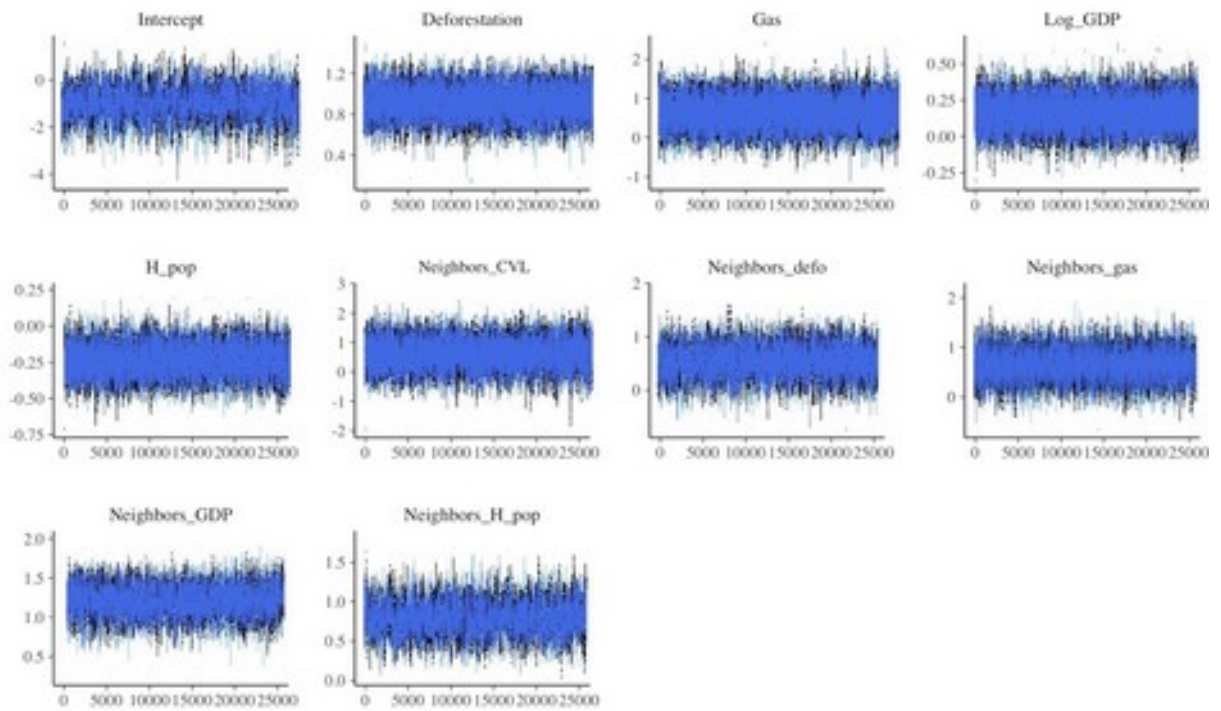 Intercept Deforestation Gas Log_GDP
0 1.2 2 0.50
-2 0.8 1 0.25
-4 0.4 0 0.00
-1 -0.25
0 5000 10000 15000 20000 25000 0 5000 10000 15000 20000 25000 0 5000 10000 15000 20000 25000 0 5000 10000 15000 20000 25000
H_pop Neighbors_CVL Neighbors_defo Neighbors_gas
0.25 3 2 2
0.00 2 1 1
-0.25 1 0 0
-0.50 0
-0.75 -1
-2
0 5000 10000 15000 20000 25000 0 5000 10000 15000 20000 25000 0 5000 10000 15000 20000 25000 0 5000 10000 15000 20000 25000
Neighbors_GDP Neighbors_H_pop
2.0 1.5
1.5 1.0
1.0 0.5
0.5 0.0
0 5000 10000 15000 20000 25000 0 5000 10000 15000 20000 25000